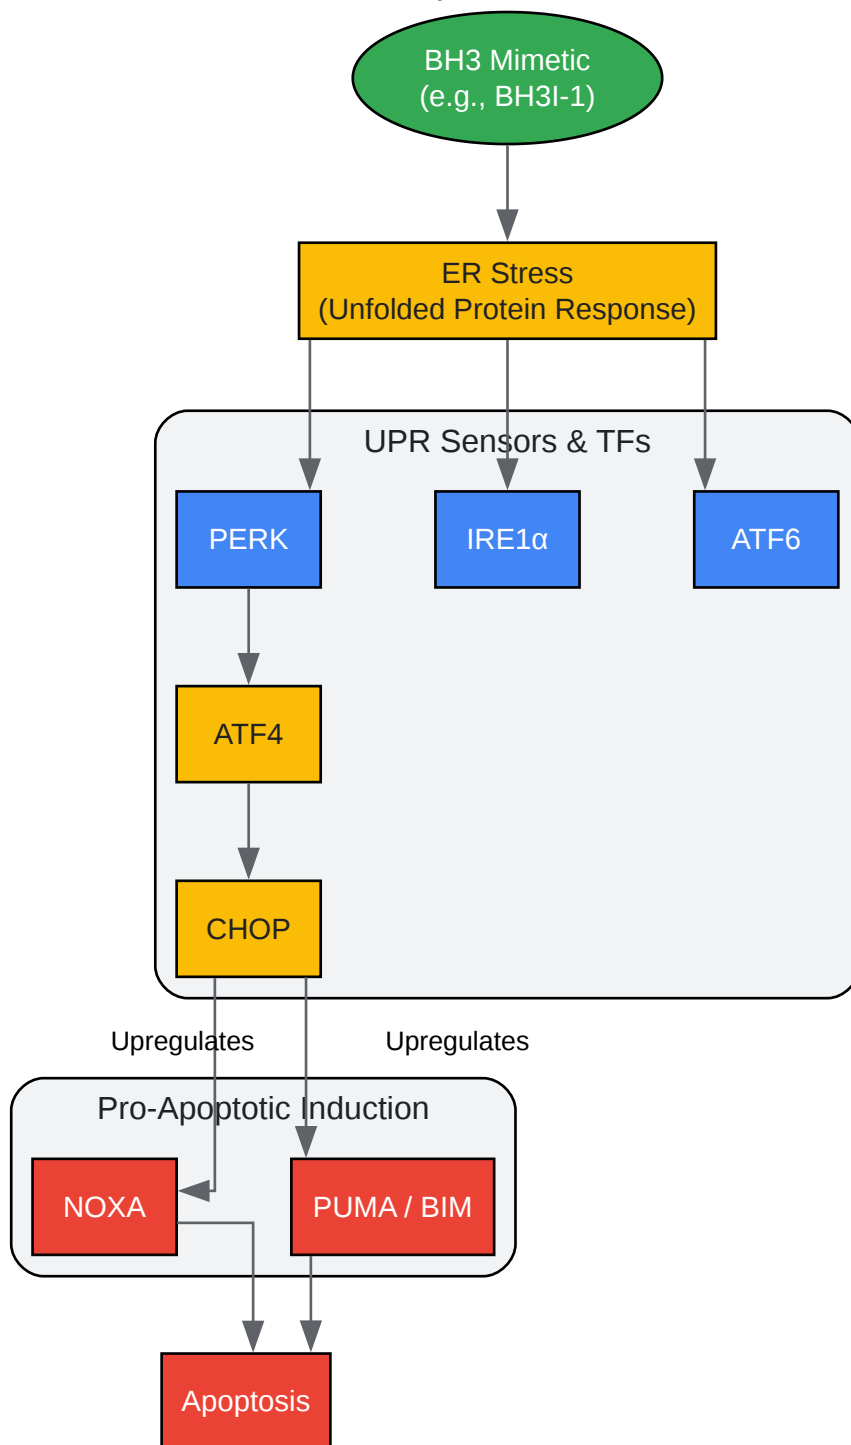 BH3 Mimetic
(e.g., BH3I-1)
ER Stress
(Unfolded Protein Response)
UPR Sensors & TFs
PERK
IRE1α
ATF6
ATF4
CHOP
Upregulates
Upregulates
Pro-Apoptotic Induction
NOXA
PUMA / BIM
Apoptosis